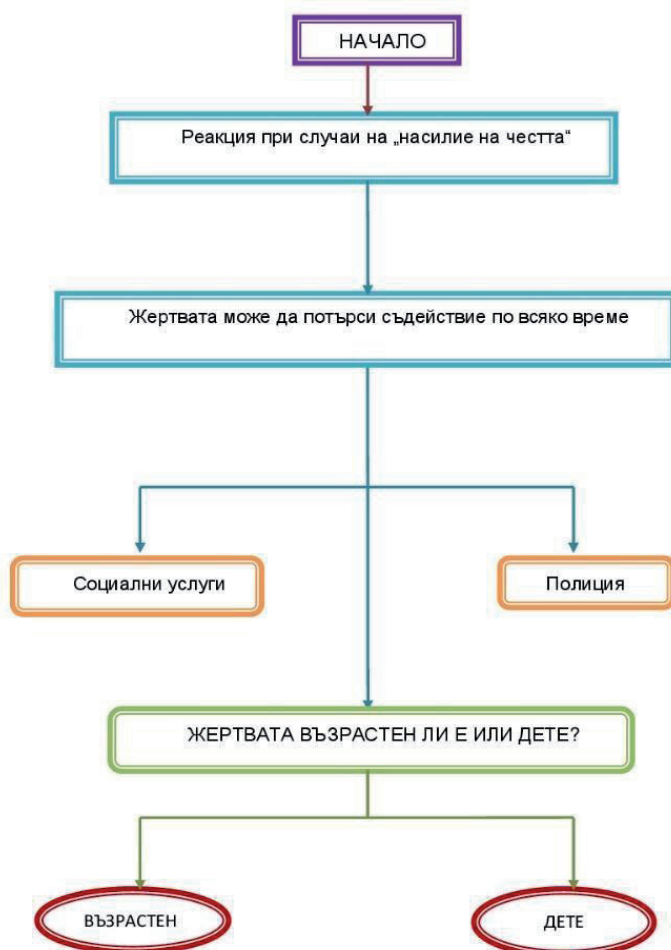 НАЧАЛО
Реакция при случаи на „насилие на честта“
Жертвата може да потърси съдействие по всяко време
Социални услуги
Полиция
ЖЕРТВАТА ВЪЗРАСТЕН ЛИ Е ИЛИ ДЕТЕ?
ВЪЗРАСТЕН
ДЕТЕ